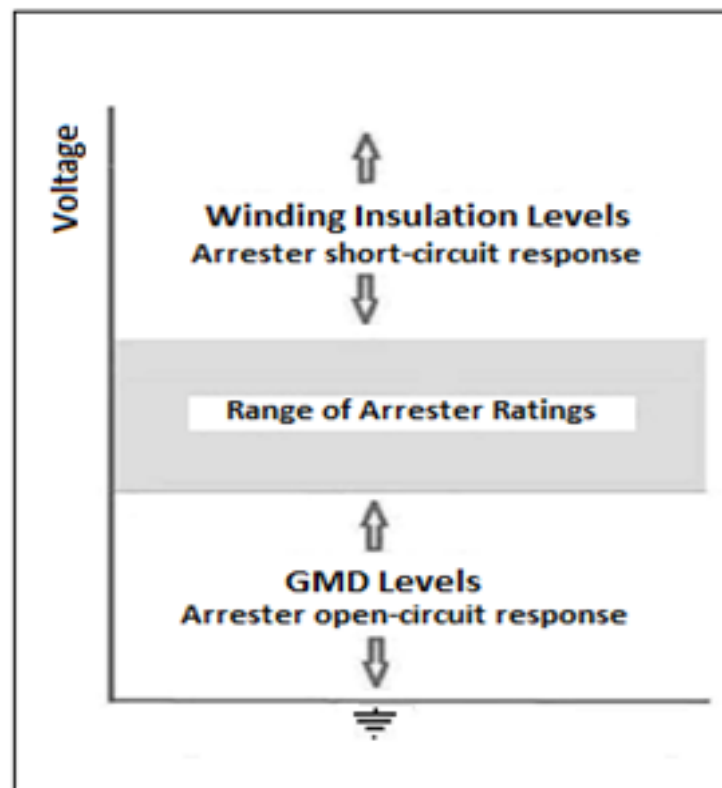 Voltage
Winding Insulation Levels
Arrester short-circuit response
Range of Arrester Ratings
GMD Levels
Arrester open-circuit response